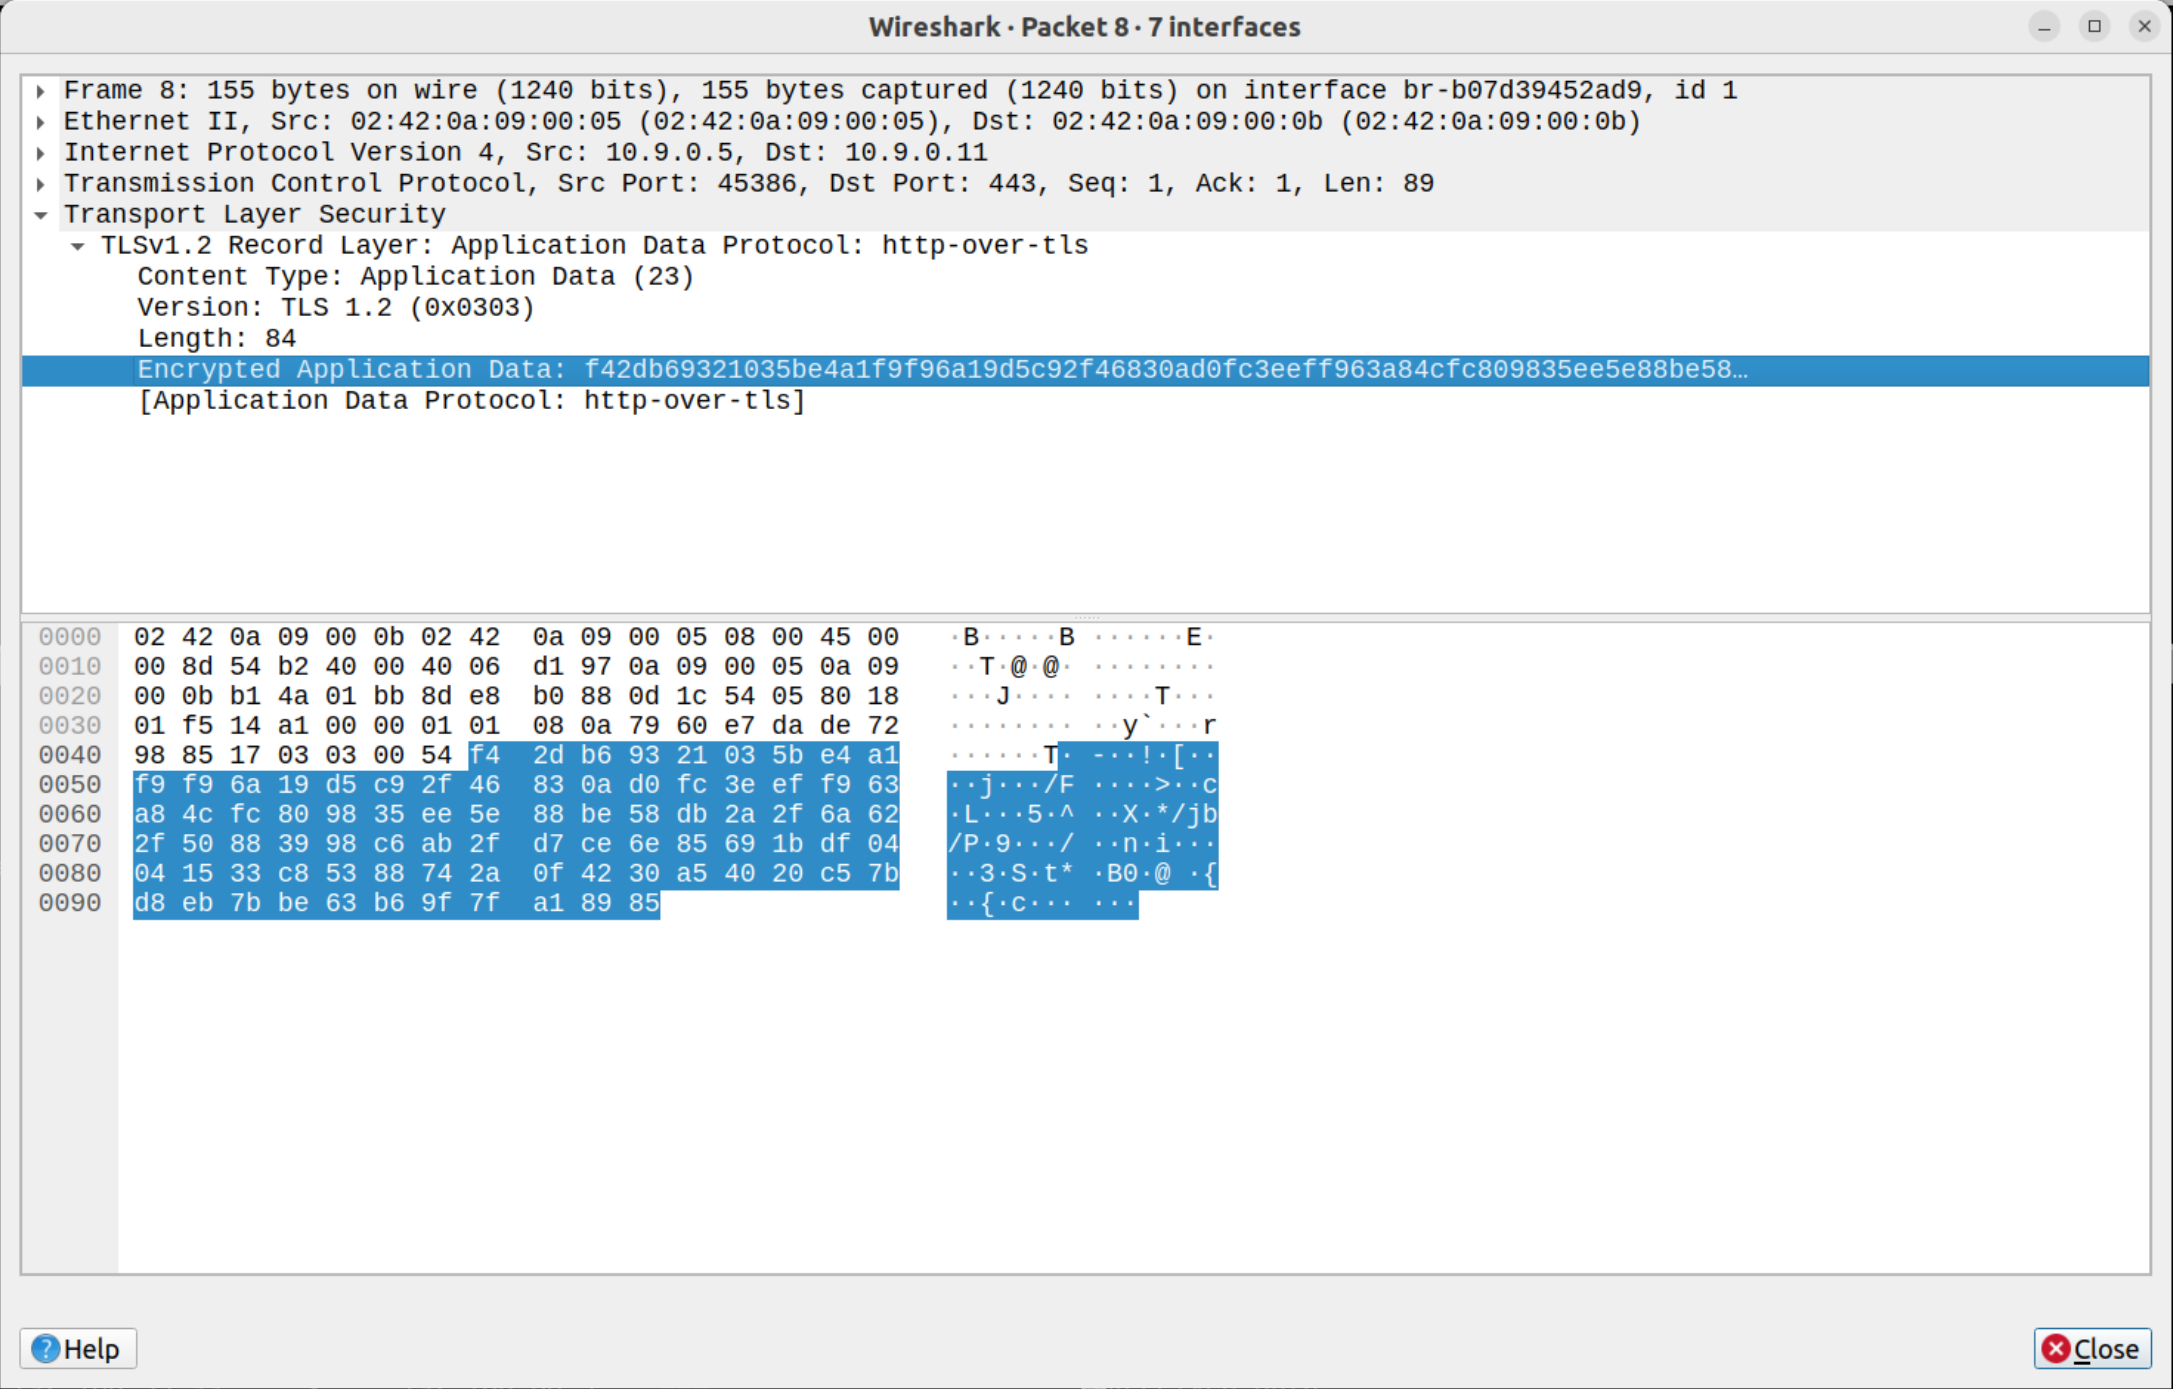 Wireshark · Packet 8 · 7 interfaces
Frame 8: 155 bytes on wire (1240 bits), 155 bytes captured (1240 bits) on interface br-b07d39452ad9, id 1
Ethernet II, Src: 02:42:0a:09:00:05 (02:42:0a:09:00:05), Dst: 02:42:0a:09:00:0b (02:42:0a:09:00:0b)
Internet Protocol Version 4, Src: 10.9.0.5, Dst: 10.9.0.11
Transmission Control Protocol, Src Port: 45386, Dst Port: 443, Seq: 1, Ack: 1, Len: 89
Transport Layer Security
TLSv1.2 Record Layer: Application Data Protocol: http-over-tls
Content Type: Application Data (23)
Version: TLS 1.2 (0x0303)
Length: 84
Encrypted Application Data: f42db69321035be4a1f9f96a19d5c92f46830ad0fc3eeff963a84cfc809835ee5e88be58…
[Application Data Protocol: http-over-tls]
0000 02 42 0a 09 00 0b 02 42 0a 09 00 05 08 00 45 00 ·B·····B ······E·
0010 00 8d 54 b2 40 00 40 06 d1 97 0a 09 00 05 0a 09 ··T·@·@· ········
0020 00 0b b1 4a 01 bb 8d e8 b0 88 0d 1c 54 05 80 18 ···J···· ····T···
0030 01 f5 14 a1 00 00 01 01 08 0a 79 60 e7 da de 72 ········ ··y`···r
0040 98 85 17 03 03 00 54 f4 2d b6 93 21 03 5b e4 a1 ······T· -··!·[··
0050 f9 f9 6a 19 d5 c9 2f 46 83 0a d0 fc 3e ef f9 63 ··j···/F ····>··c
0060 a8 4c fc 80 98 35 ee 5e 88 be 58 db 2a 2f 6a 62 ·L···5·^ ··X·*/jb
0070 2f 50 88 39 98 c6 ab 2f d7 ce 6e 85 69 1b df 04 /P·9···/ ··n·i···
0080 04 15 33 c8 53 88 74 2a 0f 42 30 a5 40 20 c5 7b ··3·S·t* ·B0·@ ·{
0090 d8 eb 7b be 63 b6 9f 7f a1 89 85 ··{·c··· ···
Help
Close